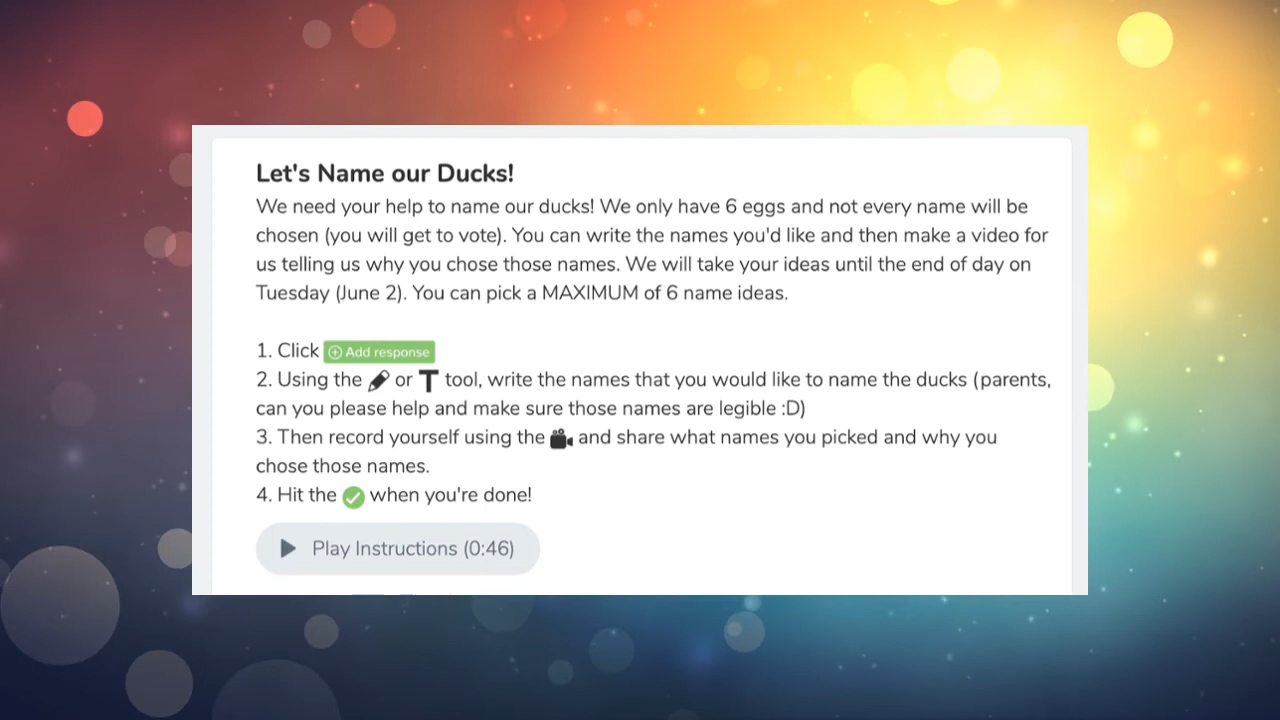 Let's Name our Ducks!
We need your help to name our ducks! We only have 6 eggs and not every name will be
chosen (you will get to vote). You can write the names you'd like and then make a video for
us telling us why you chose those names. We will take your ideas until the end of day on
Tuesday (June 2). You can pick a MAXIMUM of 6 name ideas.
1. Click Add response
2. Using the or T tool, write the names that you would like to name the ducks (parents,
can you please help and make sure those names are legible :D)
3. Then record yourself using the and share what names you picked and why you
chose those names.
4. Hit the when you're done!
Play Instructions (0:46)